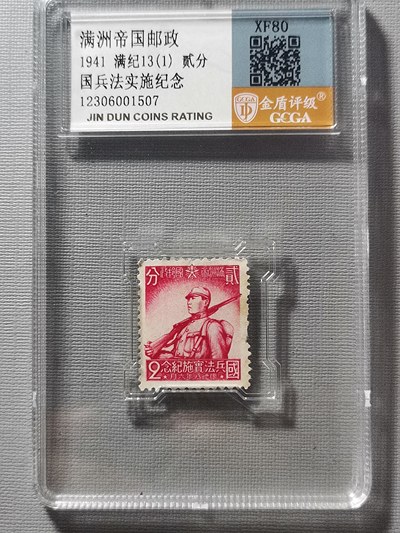 满洲帝国邮政
1941 满纪13(1) 贰分
国兵法实施纪念
12306001507
JIN DUN COINS RATING
XF80
金盾评级®
GCGA
分 貳
2 念紀施實法兵國